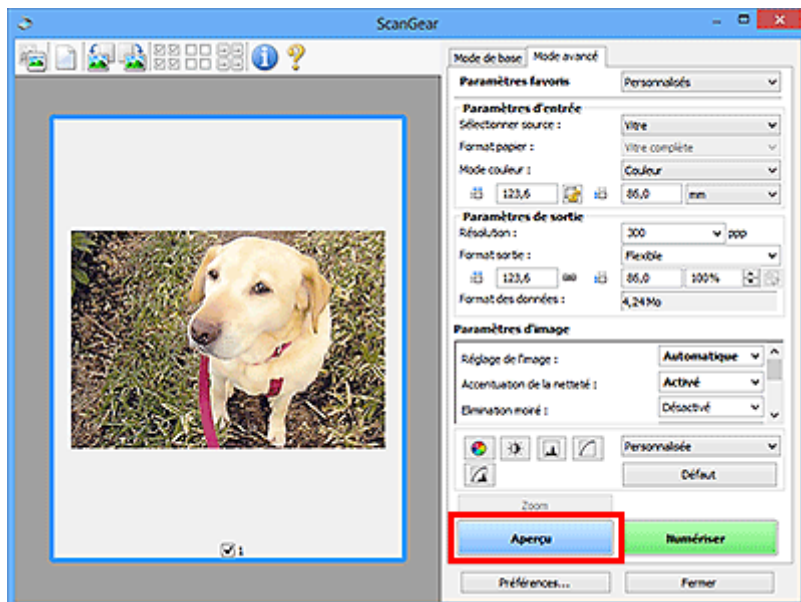 ScanGear
Mode de base Mode avancé
Paramètres favoris Personnalisés
Paramètres d'entrée
Sélectionner source : Vitre
Format papier : Vitre complète
Mode couleur : Couleur
123,6 86,0 mm
Paramètres de sortie
Résolution : 300 ppp
Format sortie : Flexible
123,6 86,0 100%
Format des données : 4,24 Mo
Paramètres d'image
Réglage de l'image : Automatique
Accentuation de la netteté : Activé
Elimination moiré : Désactivé
Personnalisée
Défaut
Zoom
Aperçu Numériser
1
Préférences... Fermer